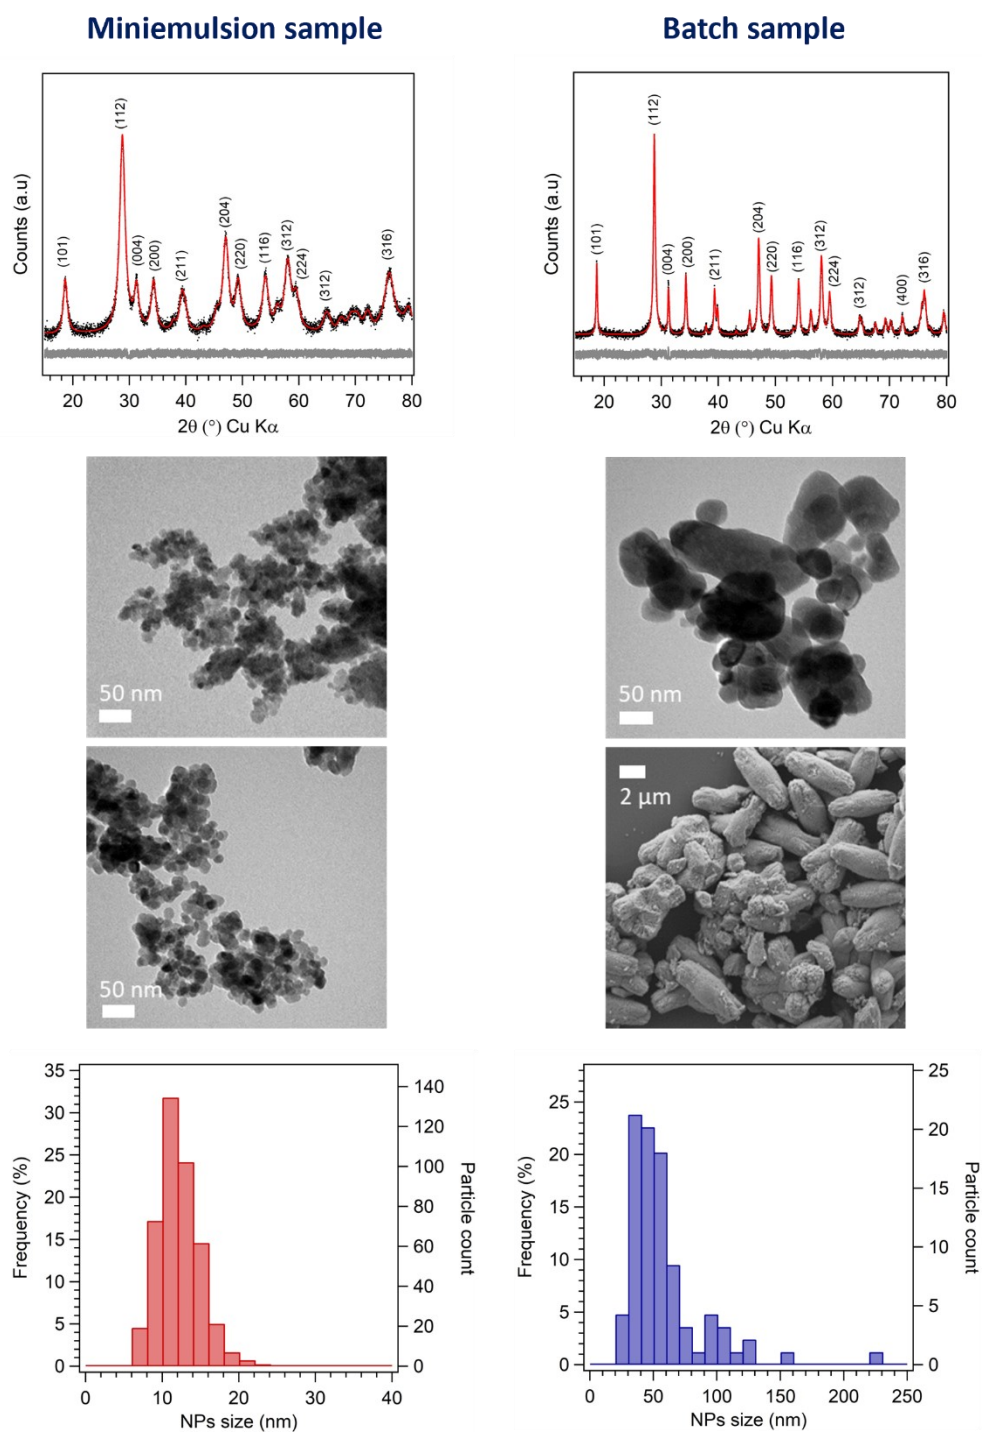 Miniemulsion sample
Batch sample
Counts (a.u)
(101)
(112)
(004)
(200)
(211)
(204)
(220)
(116)
(312)
(224)
(312)
(316)
20 30 40 50 60 70 80
2θ (°) Cu Kα
Counts (a.u)
(101)
(112)
(004)
(200)
(211)
(204)
(220)
(116)
(312)
(224)
(312)
(400)
(316)
20 30 40 50 60 70 80
2θ (°) Cu Kα
50 nm
50 nm
50 nm
2 µm
Frequency (%)
35
30
25
20
15
10
5
0
140
120
100
80
60
40
20
0
Particle count
0 10 20 30 40
NPs size (nm)
Frequency (%)
25
20
15
10
5
0
25
20
15
10
5
0
Particle count
0 50 100 150 200 250
NPs size (nm)